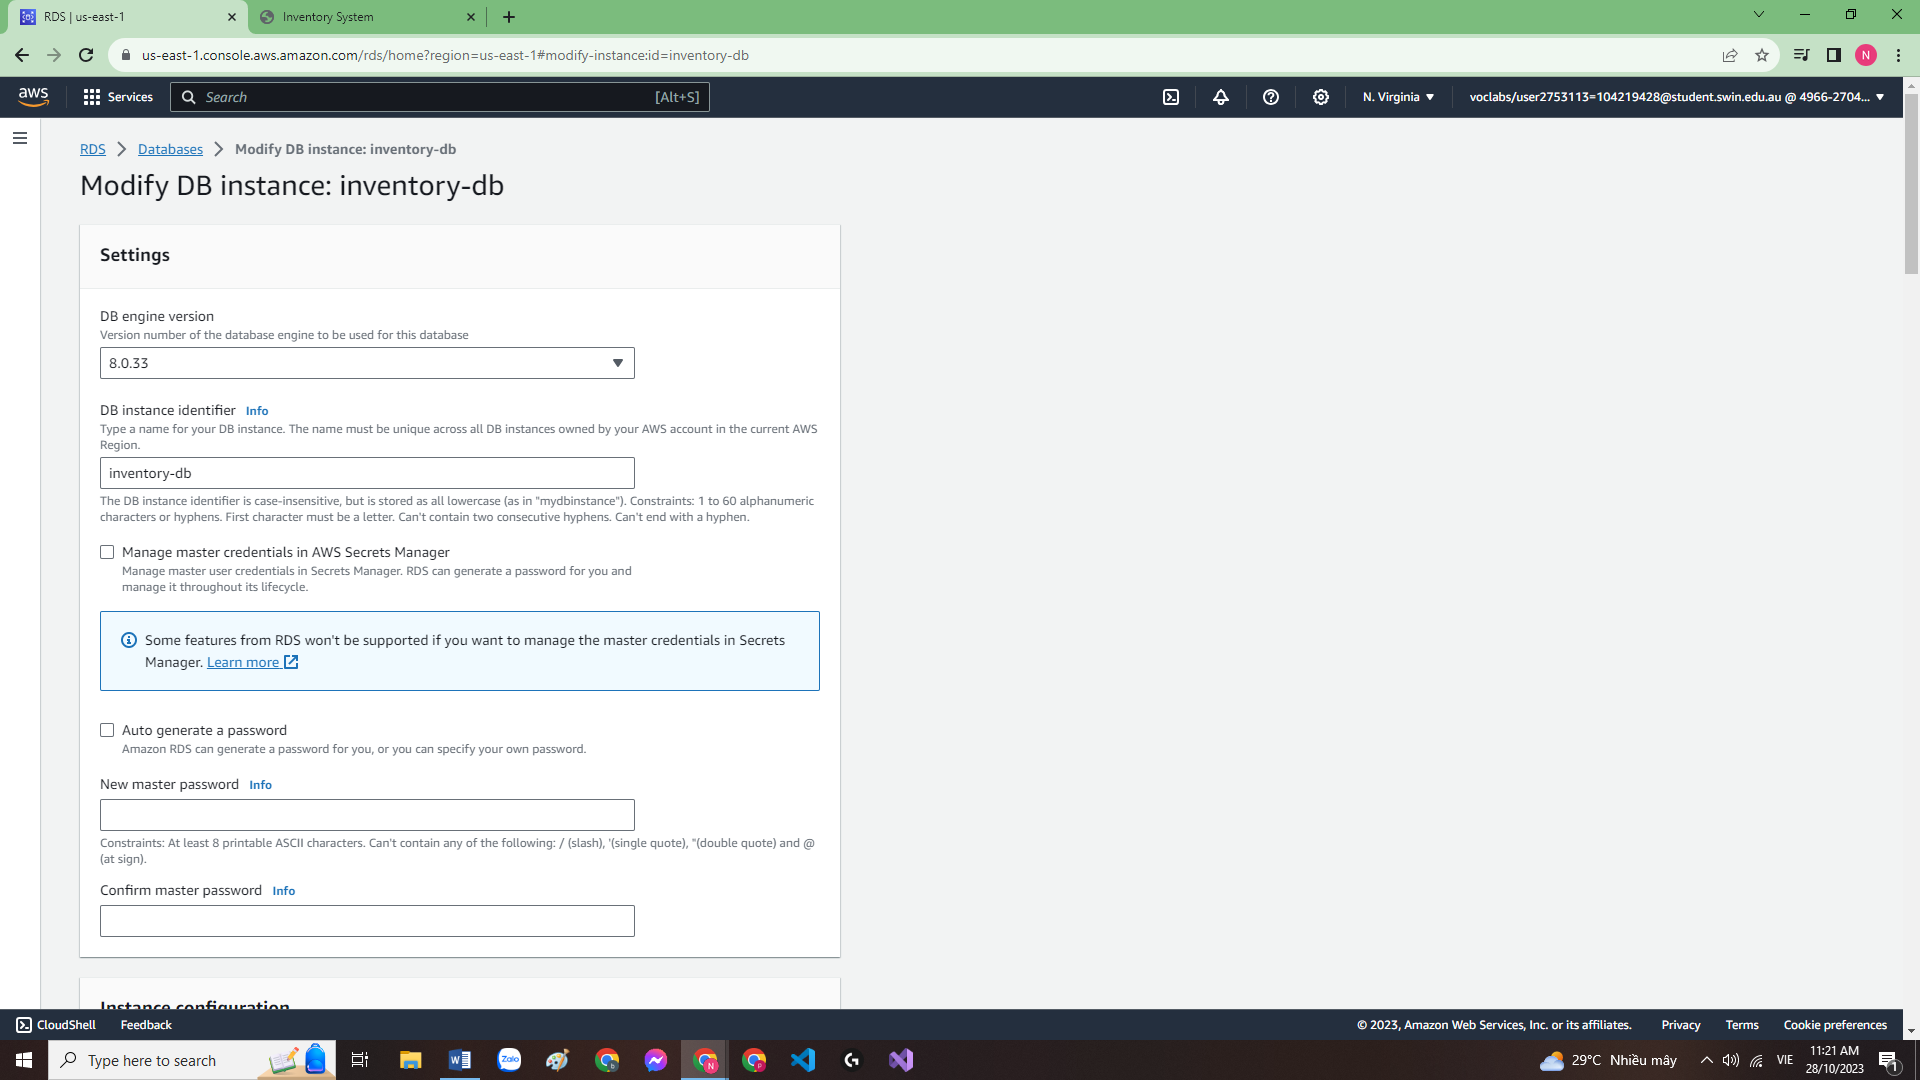 RDS | us-east-1
Inventory System
us-east-1.console.aws.amazon.com/rds/home?region=us-east-1#modify-instance:id=inventory-db
N
aws
Services
Search
[Alt+S]
N. Virginia
voclabs/user2753113=104219428@student.swin.edu.au @ 4966-2704...
RDS
Databases
Modify DB instance: inventory-db
Modify DB instance: inventory-db
Settings
DB engine version
Version number of the database engine to be used for this database
8.0.33
DB instance identifier Info
Type a name for your DB instance. The name must be unique across all DB instances owned by your AWS account in the current AWS
Region.
inventory-db
The DB instance identifier is case-insensitive, but is stored as all lowercase (as in "mydbinstance"). Constraints: 1 to 60 alphanumeric
characters or hyphens. First character must be a letter. Can't contain two consecutive hyphens. Can't end with a hyphen.
Manage master credentials in AWS Secrets Manager
Manage master user credentials in Secrets Manager. RDS can generate a password for you and
manage it throughout its lifecycle.
Some features from RDS won't be supported if you want to manage the master credentials in Secrets
Manager. Learn more
Auto generate a password
Amazon RDS can generate a password for you, or you can specify your own password.
New master password Info
Constraints: At least 8 printable ASCII characters. Can't contain any of the following: / (slash), '(single quote), "(double quote) and @
(at sign).
Confirm master password Info
Instance configuration
CloudShell
Feedback
© 2023, Amazon Web Services, Inc. or its affiliates.
Privacy
Terms
Cookie preferences
Type here to search
Zalo
29°C Nhiều mây
VIE
11:21 AM
28/10/2023
1